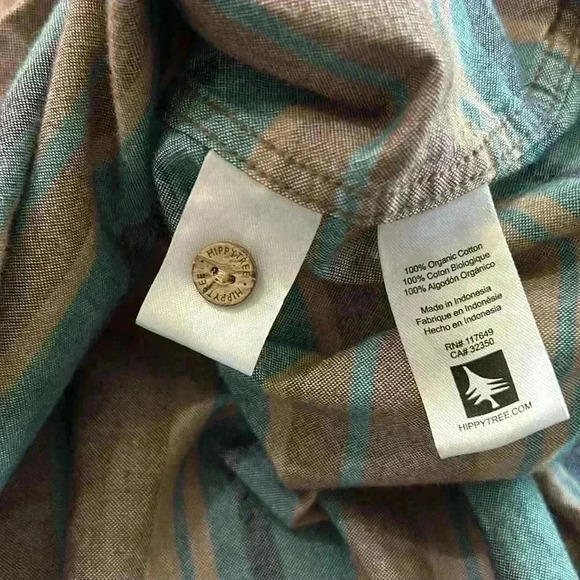 HIPPYTREE
HIPPYTREE
100% Organic Cotton
100% Coton Biologique
100% Algodón Orgánico
Made in Indonesia
Fabrique en Indonésie
Hecho en Indonesia
RN# 117649
CA# 32350
HIPPYTREE.COM